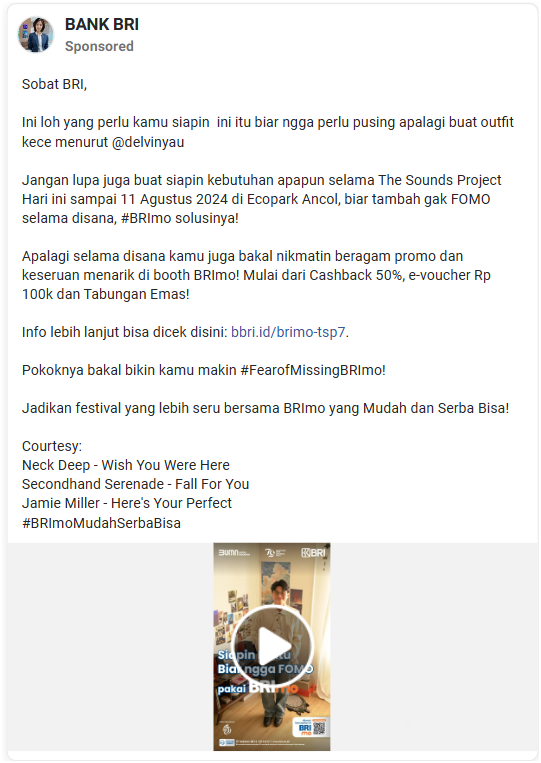 BANK BRI
Sponsored
Sobat BRI,
Ini loh yang perlu kamu siapin  ini itu biar ngga perlu pusing apalagi buat outfit
kece menurut @delvinyau
Jangan lupa juga buat siapin kebutuhan apapun selama The Sounds Project
Hari ini sampai 11 Agustus 2024 di Ecopark Ancol, biar tambah gak FOMO
selama disana, #BRImo solusinya!
Apalagi selama disana kamu juga bakal nikmatin beragam promo dan
keseruan menarik di booth BRImo! Mulai dari Cashback 50%, e-voucher Rp
100k dan Tabungan Emas!
Info lebih lanjut bisa dicek disini: bbri.id/brimo-tsp7.
Pokoknya bakal bikin kamu makin #FearofMissingBRImo!
Jadikan festival yang lebih seru bersama BRImo yang Mudah dan Serba Bisa!
Courtesy:
Neck Deep - Wish You Were Here
Secondhand Serenade - Fall For You
Jamie Miller - Here's Your Perfect
#BRImoMudahSerbaBisa
BUMN
BRI
Biar ngga FOMO
pakai BRImo
BRI
mo